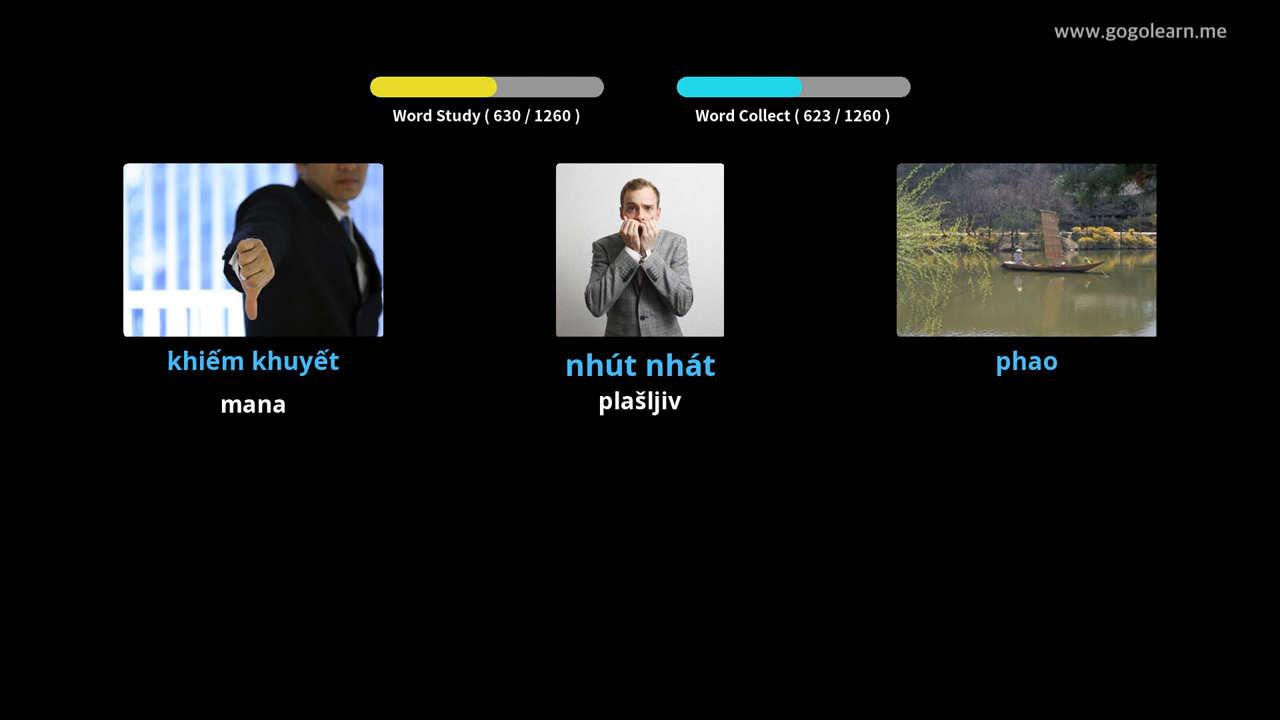 www.gogolearn.me
Word Study ( 630 / 1260 )
Word Collect ( 623 / 1260 )
khiếm khuyết
mana
nhút nhát
plašljiv
phao